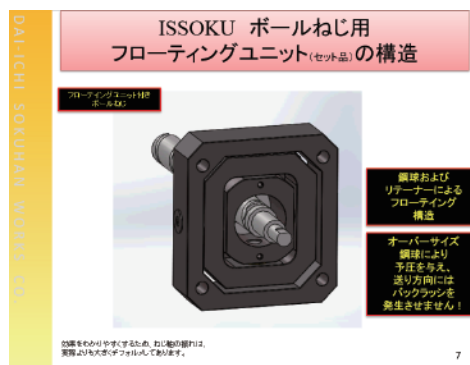 ISSOKU ボールねじ用
フローティングユニット(セット品)の構造
DAI-ICHI SOKUHAN WORKS CO.
フローティングユニット付き
ボールねじ
鋼球および
リテーナーによる
フローティング
構造
オーバーサイズ
鋼球により
予圧を与え、
送り方向には
バックラッシを
発生させません！
効果をわかりやすくするため、ねじ軸の振れは、
実際よりも大きくデフォルメしてあります。
7